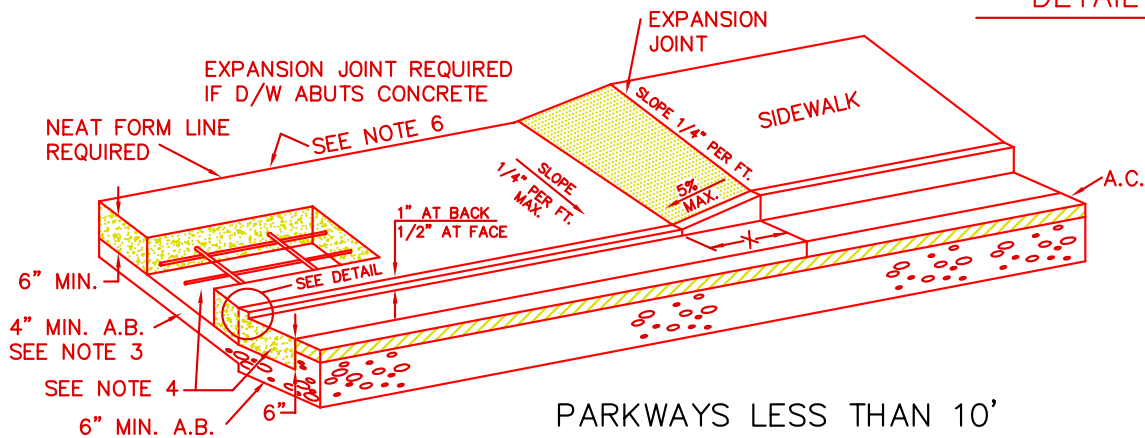 DETAIL
EXPANSION
JOINT
EXPANSION JOINT REQUIRED
IF D/W ABUTS CONCRETE
NEAT FORM LINE
REQUIRED
SEE NOTE 6
SLOPE 1/4" PER FT.
SIDEWALK
A.C.
SLOPE
1/4" PER FT.
MAX.
5%
MAX.
1" AT BACK
1/2" AT FACE
X
SEE DETAIL
6" MIN.
4" MIN. A.B.
SEE NOTE 3
SEE NOTE 4
6"
6" MIN. A.B.
PARKWAYS LESS THAN 10'